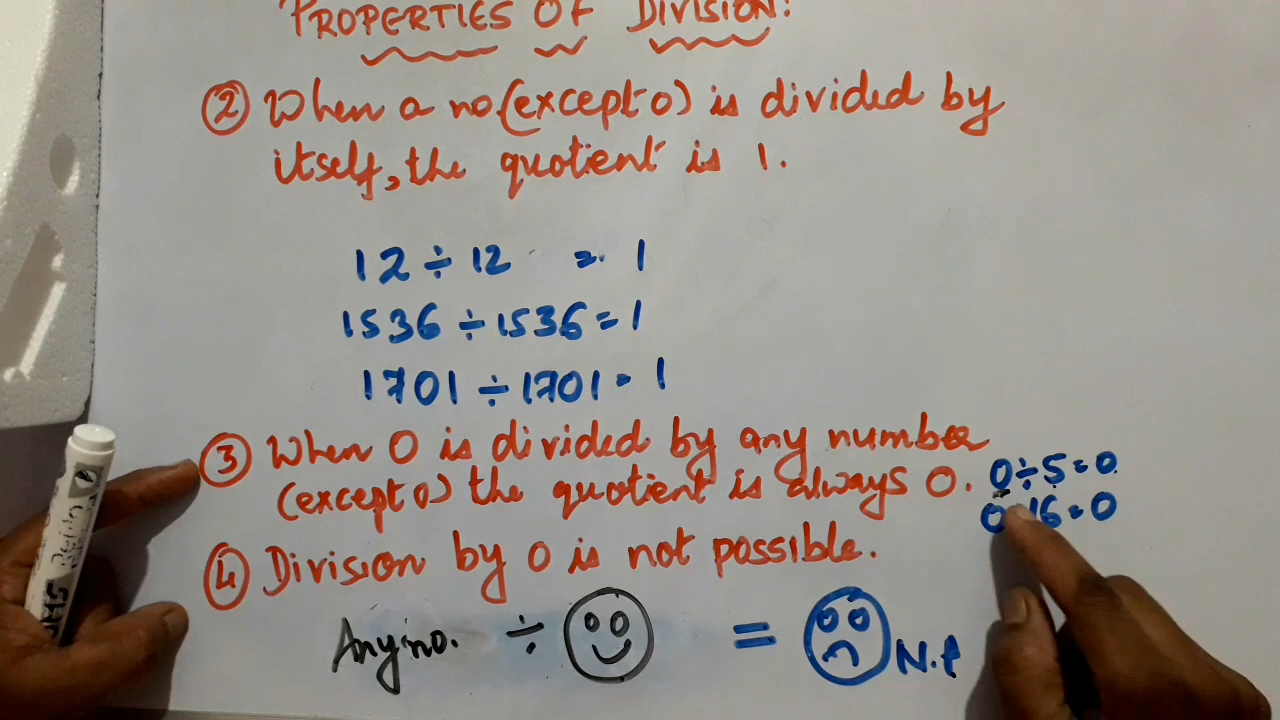 PROPERTIES OF DIVISION:
② When a no.(except 0) is divided by
itself, the quotient is 1.
12 ÷ 12 = 1
1536 ÷ 1536 = 1
1701 ÷ 1701 = 1
③ When 0 is divided by any number
(except 0) the quotient is always 0.
0 ÷ 5 = 0
0 16 = 0
④ Division by 0 is not possible.
Any no. ÷ = N.P